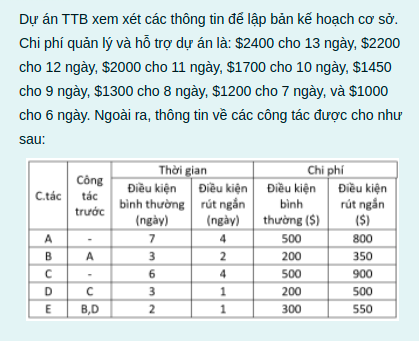 Dự án TTB xem xét các thông tin để lập bản kế hoạch cơ sở.
Chi phí quản lý và hỗ trợ dự án là: $2400 cho 13 ngày, $2200
cho 12 ngày, $2000 cho 11 ngày, $1700 cho 10 ngày, $1450
cho 9 ngày, $1300 cho 8 ngày, $1200 cho 7 ngày, và $1000
cho 6 ngày. Ngoài ra, thông tin về các công tác được cho như
sau:
C.tác Công tác trước Thời gian Chi phí
Điều kiện bình thường (ngày) Điều kiện rút ngắn (ngày) Điều kiện bình thường ($) Điều kiện rút ngắn ($)
A - 7 4 500 800
B A 3 2 200 350
C - 6 4 500 900
D C 3 1 200 500
E B,D 2 1 300 550